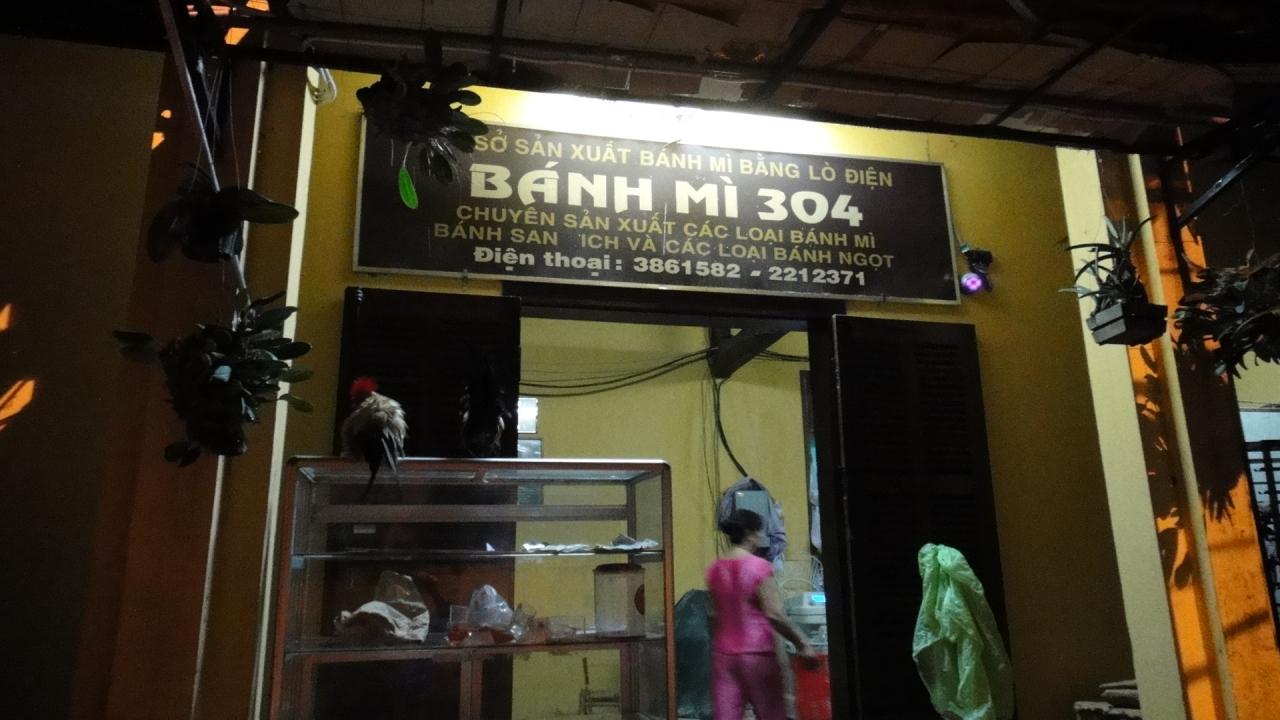 SỞ SẢN XUẤT BÁNH MÌ BẰNG LÒ ĐIỆN
BÁNH MÌ 304
CHUYÊN SẢN XUẤT CÁC LOẠI BÁNH MÌ
BÁNH SAN ICH VÀ CÁC LOẠI BÁNH NGỌT
Điện thoại: 3861582 - 2212371